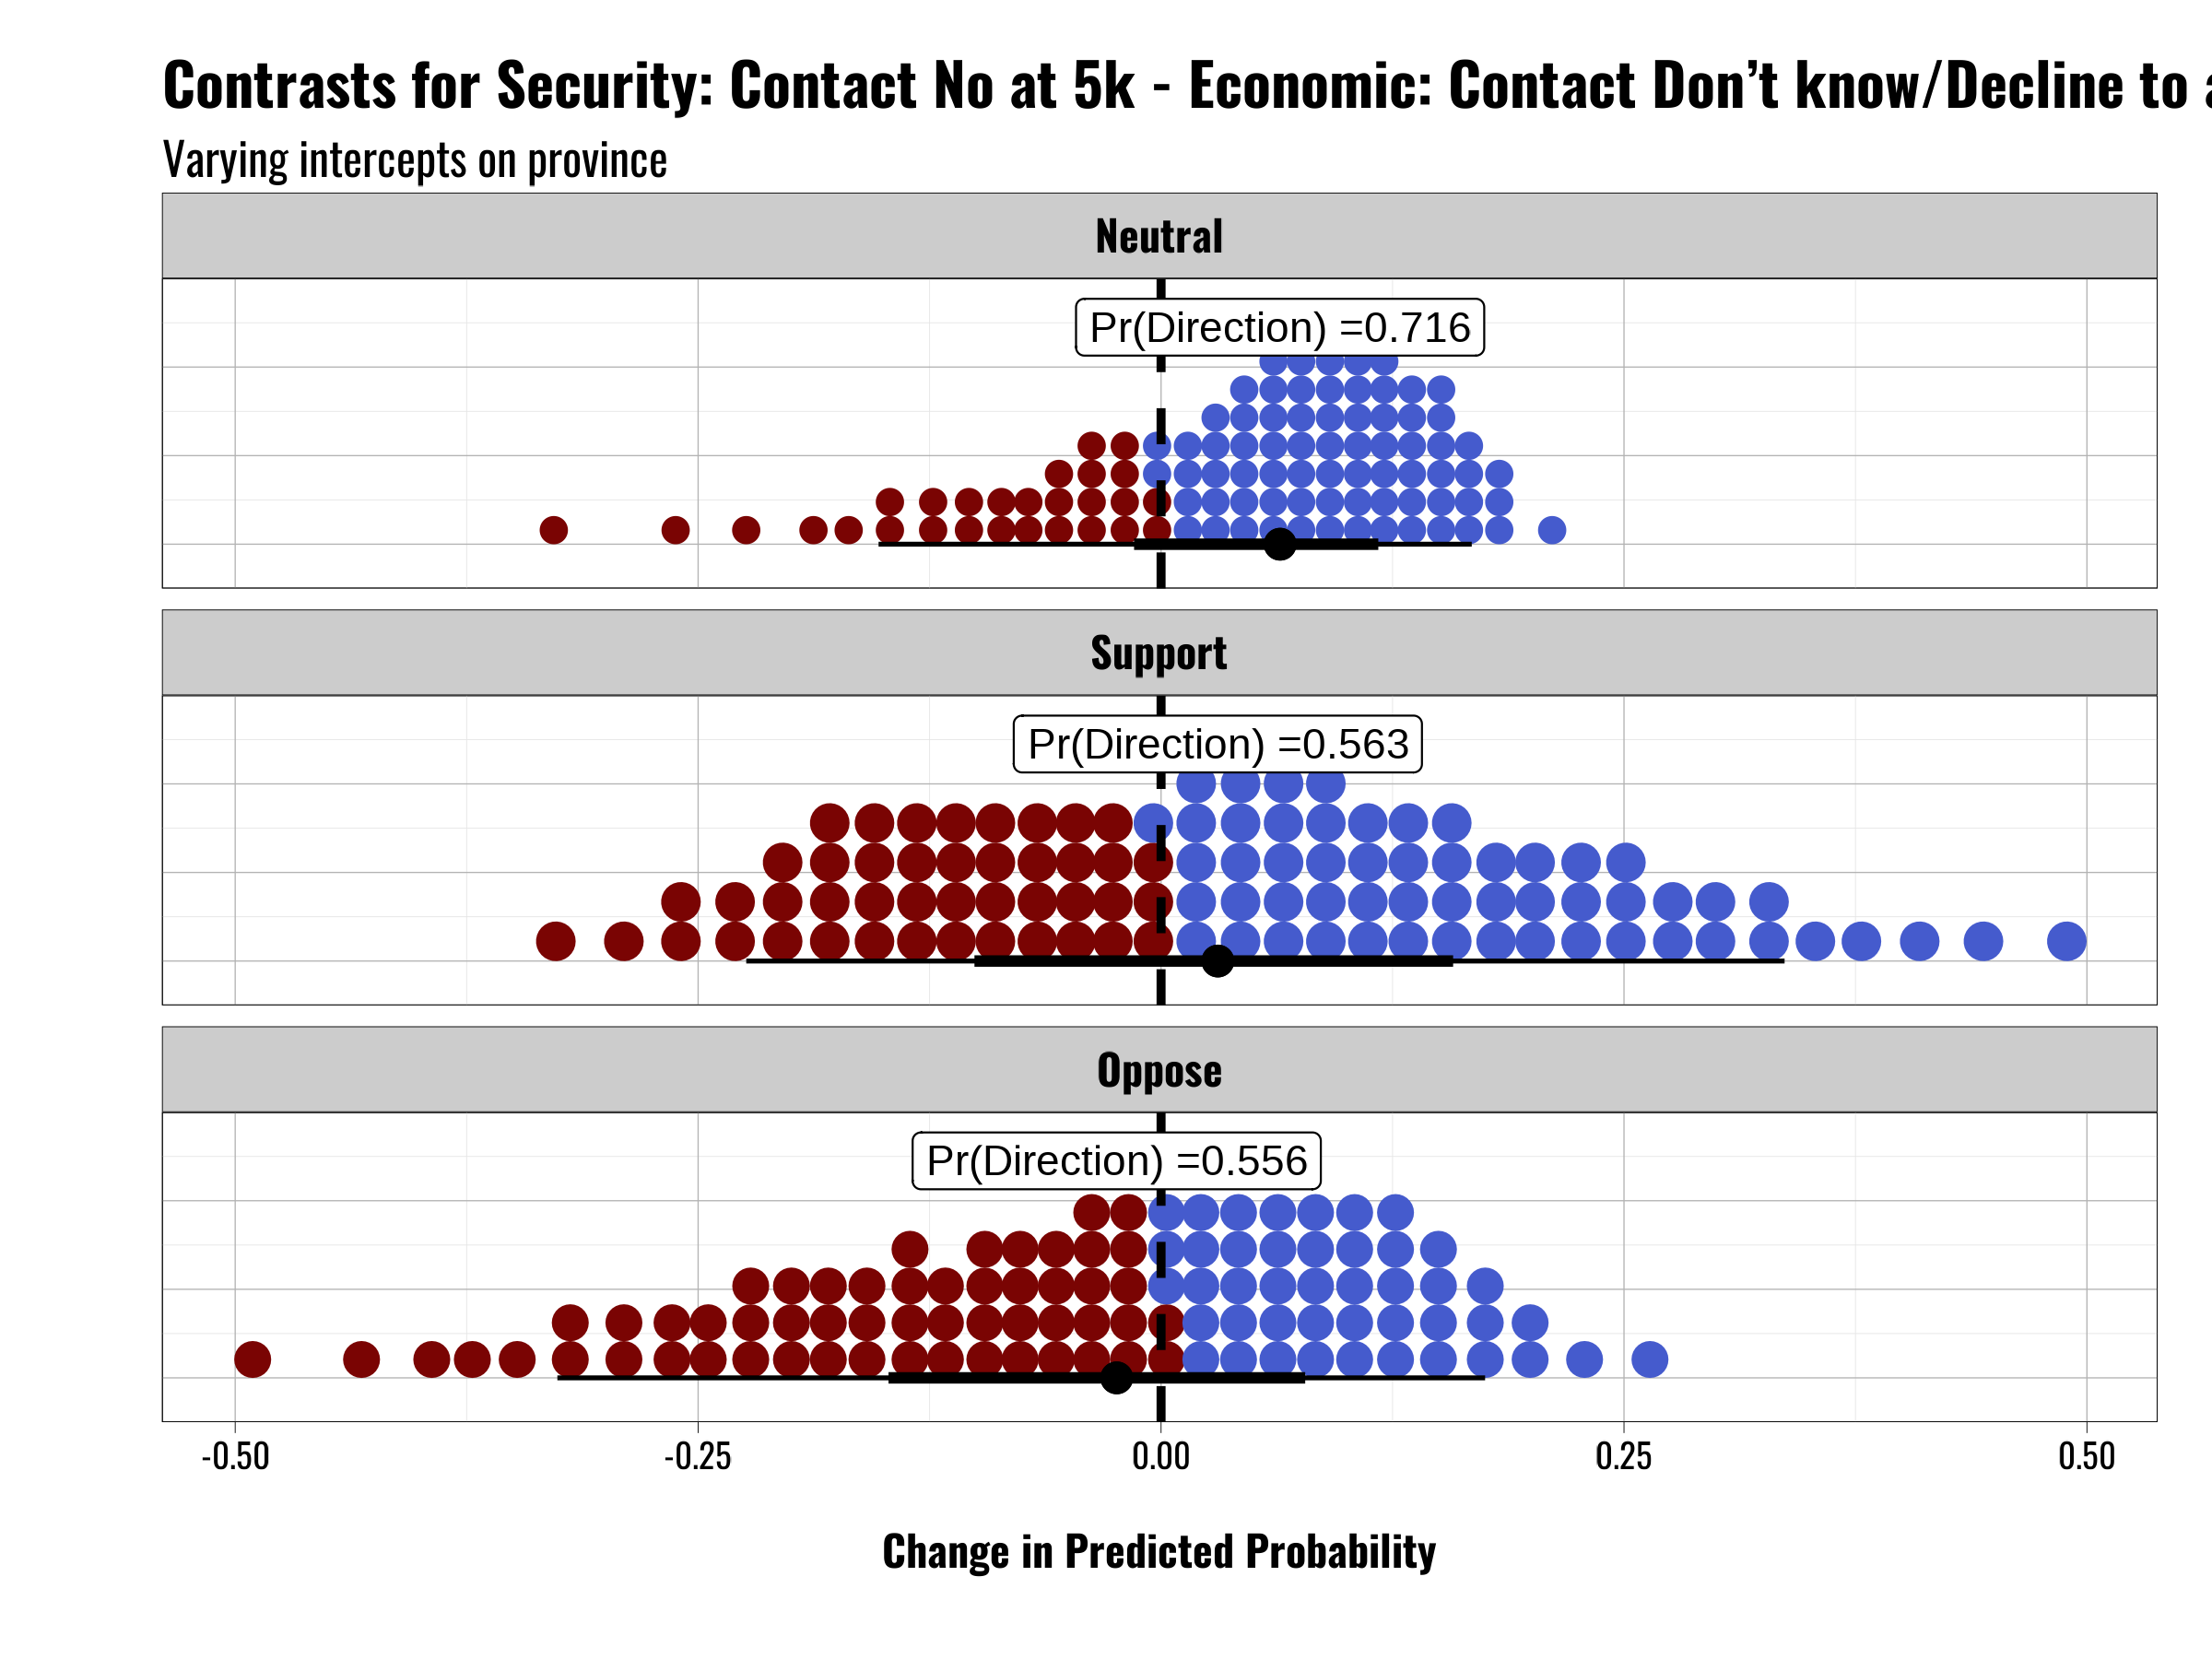 Contrasts for Security: Contact No at 5k - Economic: Contact Don’t know/Decline to
Varying intercepts on province
Neutral
Pr(Direction) =0.716
Support
Pr(Direction) =0.563
Oppose
Pr(Direction) =0.556
-0.50 -0.25 0.00 0.25 0.50
Change in Predicted Probability